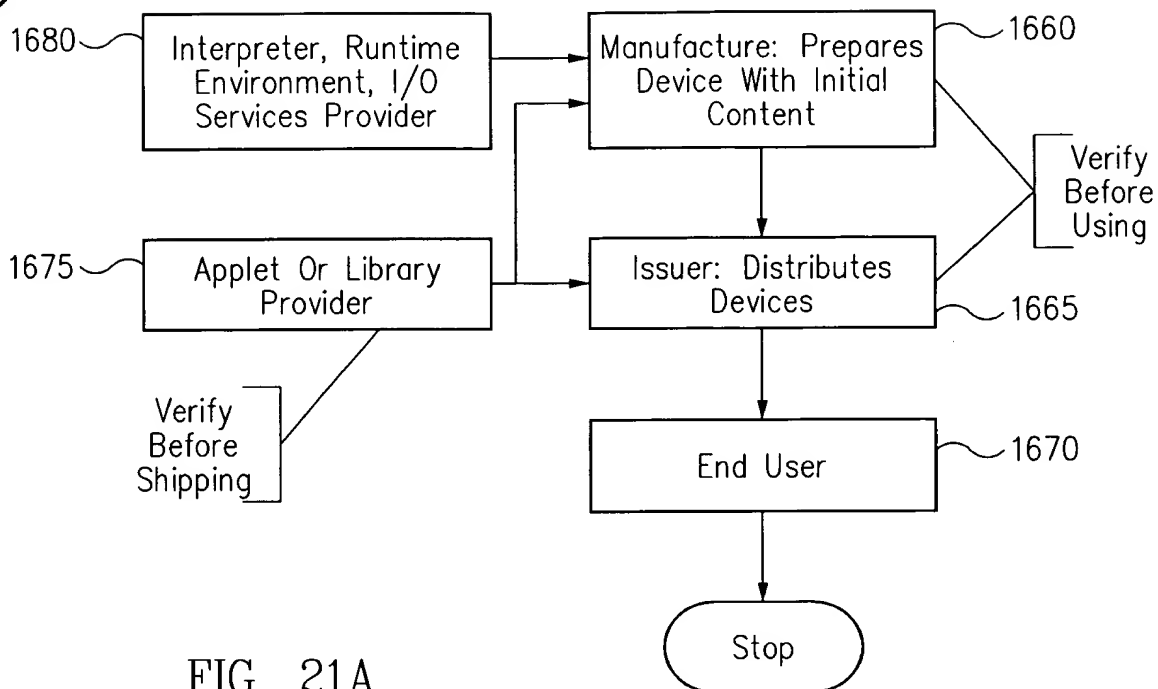 1680
Interpreter, Runtime
Environment, I/O
Services Provider
Manufacture: Prepares
Device With Initial
Content
1660
Verify
Before
Using
1675
Applet Or Library
Provider
Issuer: Distributes
Devices
1665
Verify
Before
Shipping
End User
1670
Stop
FIG. 21A